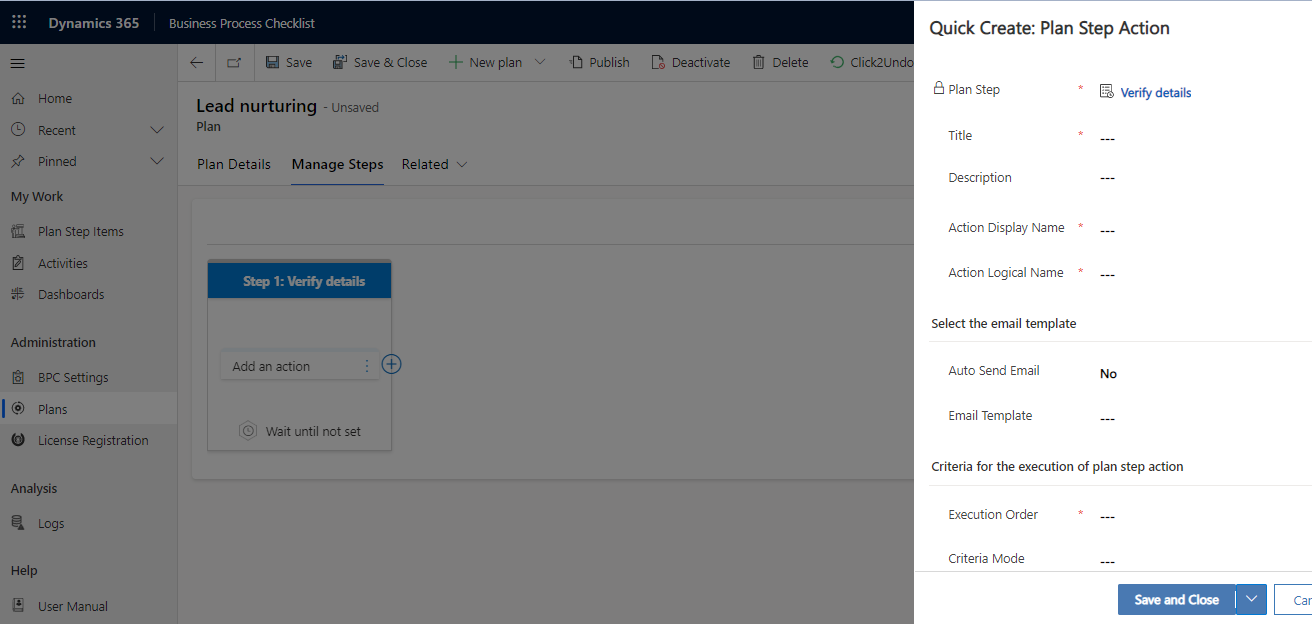 Dynamics 365
Business Process Checklist
Home
Recent
Pinned
My Work
Plan Step Items
Activities
Dashboards
Administration
BPC Settings
Plans
License Registration
Analysis
Logs
Help
User Manual
Save
Save & Close
New plan
Publish
Deactivate
Delete
Click2Undo
Lead nurturing - Unsaved
Plan
Plan Details
Manage Steps
Related
Step 1: Verify details
Add an action
Wait until not set
Quick Create: Plan Step Action
Plan Step * Verify details
Title * ---
Description ---
Action Display Name * ---
Action Logical Name * ---
Select the email template
Auto Send Email No
Email Template ---
Criteria for the execution of plan step action
Execution Order * ---
Criteria Mode ---
Save and Close